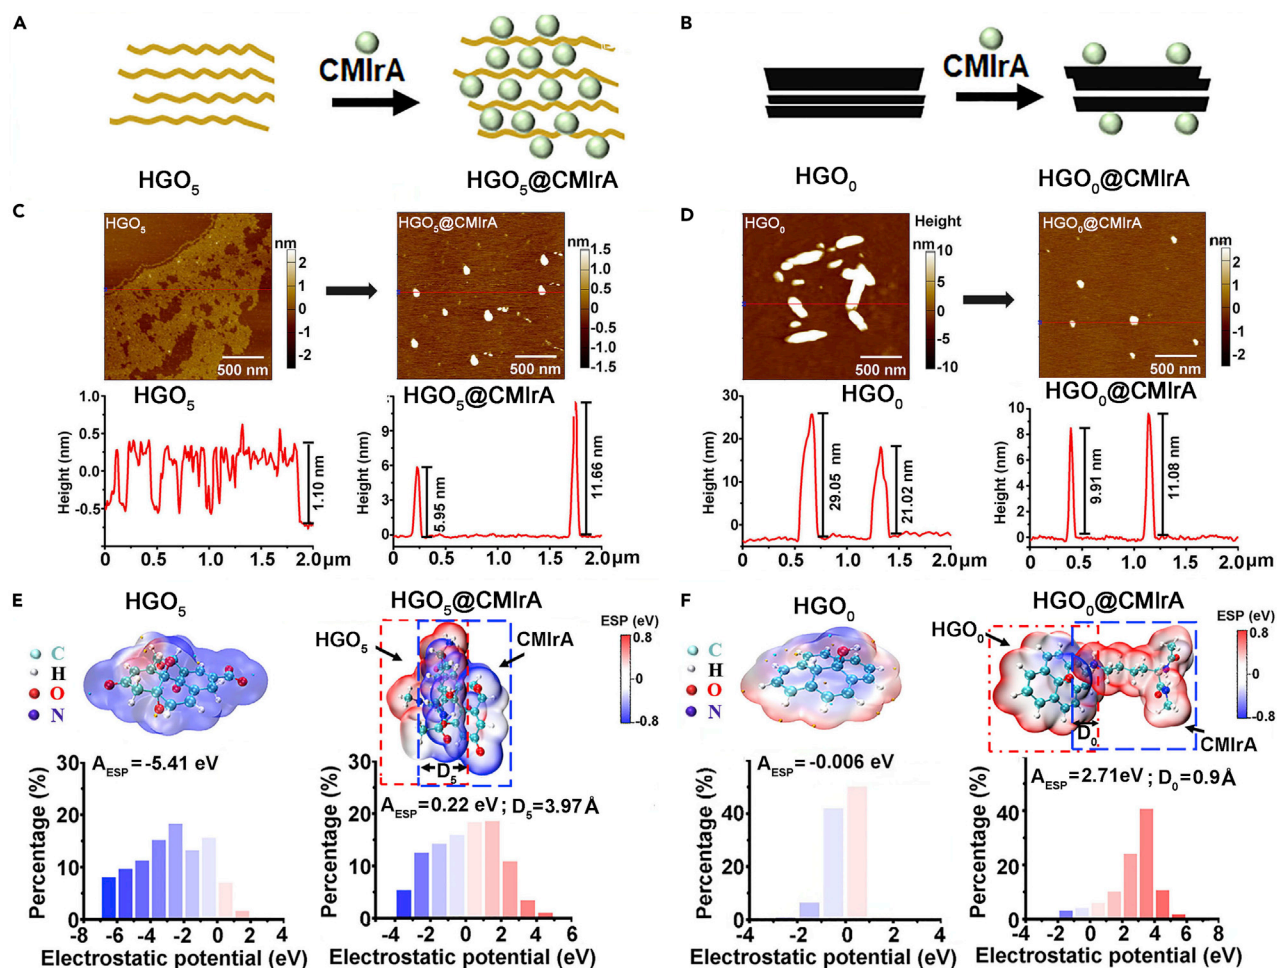 A
CMIrA
HGO5
HGO5@CMIrA
B
CMIrA
HGO0
HGO0@CMIrA
C
HGO5
nm
2
1
0
-1
-2
500 nm
HGO5@CMIrA
nm
1.5
1.0
0.5
0
-0.5
-1.0
-1.5
500 nm
HGO5
Height (nm)
1.0
0.5
0.0
-0.5
1.10 nm
0 0.5 1.0 1.5 2.0 μm
HGO5@CMIrA
9
6
3
0
5.95 nm
11.66 nm
0 0.5 1.0 1.5 2.0 μm
D
HGO0
Height
nm
10
5
0
-5
-10
500 nm
HGO0@CMIrA
nm
2
1
0
-1
-2
500 nm
HGO0
Height (nm)
30
20
10
0
29.05 nm
21.02 nm
0 0.5 1.0 1.5 2.0 μm
HGO0@CMIrA
Height (nm)
10
8
6
4
2
0
9.91 nm
11.08 nm
0 0.5 1.0 1.5 2.0 μm
E
HGO5
C
H
O
N
HGO5@CMIrA
HGO5
CMIrA
D5
ESP (eV)
0.8
0
-0.8
AESP = -5.41 eV
Percentage (%)
30
20
10
0
-8 -6 -4 -2 0 2 4
Electrostatic potential (eV)
AESP=0.22 eV ; D5=3.97 Å
Percentage (%)
30
20
10
0
-4 -2 0 2 4 6
Electrostatic potential (eV)
F
HGO0
C
H
O
N
HGO0@CMIrA
HGO0
CMIrA
D0
ESP (eV)
0.8
0
-0.8
AESP = -0.006 eV
Percentage (%)
40
20
0
-4 -2 0 2 4
Electrostatic potential (eV)
AESP=2.71eV ; D0=0.9Å
Percentage (%)
60
40
20
0
-4 -2 0 2 4 6 8
Electrostatic potential (eV)